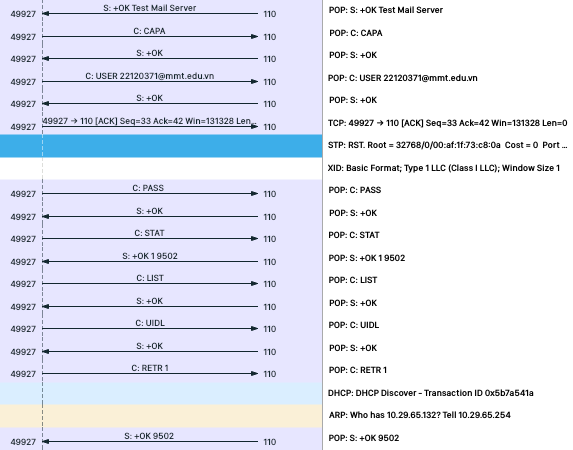 49927 S: +OK Test Mail Server 110 POP: S: +OK Test Mail Server
49927 C: CAPA 110 POP: C: CAPA
49927 S: +OK 110 POP: S: +OK
49927 C: USER 22120371@mmt.edu.vn 110 POP: C: USER 22120371@mmt.edu.vn
49927 S: +OK 110 POP: S: +OK
49927 49927 → 110 [ACK] Seq=33 Ack=42 Win=131328 Len… 110 TCP: 49927 → 110 [ACK] Seq=33 Ack=42 Win=131328 Len=0
STP: RST. Root = 32768/0/00:af:1f:73:c8:0a Cost = 0 Port …
XID: Basic Format; Type 1 LLC (Class I LLC); Window Size 1
49927 C: PASS 110 POP: C: PASS
49927 S: +OK 110 POP: S: +OK
49927 C: STAT 110 POP: C: STAT
49927 S: +OK 1 9502 110 POP: S: +OK 1 9502
49927 C: LIST 110 POP: C: LIST
49927 S: +OK 110 POP: S: +OK
49927 C: UIDL 110 POP: C: UIDL
49927 S: +OK 110 POP: S: +OK
49927 C: RETR 1 110 POP: C: RETR 1
DHCP: DHCP Discover - Transaction ID 0x5b7a541a
ARP: Who has 10.29.65.132? Tell 10.29.65.254
49927 S: +OK 9502 110 POP: S: +OK 9502